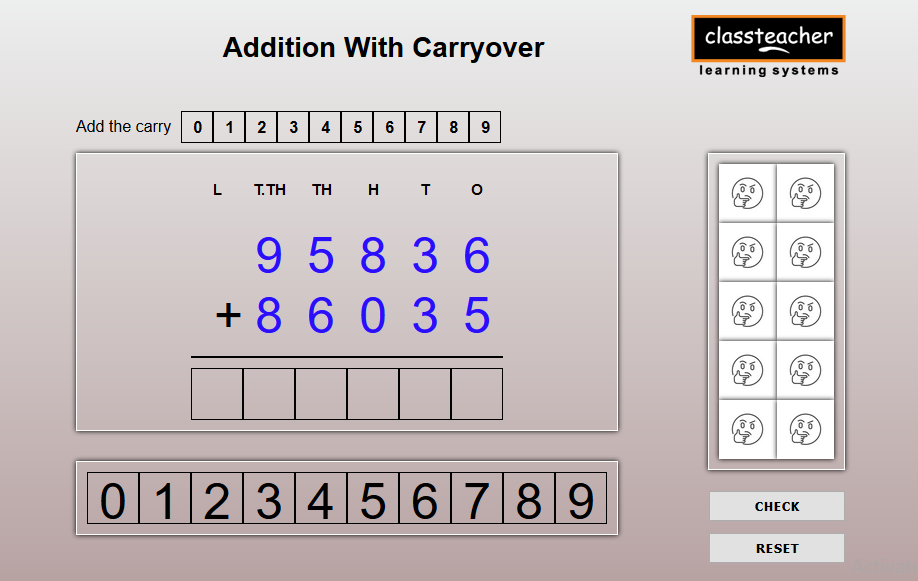 Addition With Carryover
classteacher
learning systems
Add the carry 0 1 2 3 4 5 6 7 8 9
L T.TH TH H T O
9 5 8 3 6
+ 8 6 0 3 5
0 1 2 3 4 5 6 7 8 9
CHECK
RESET